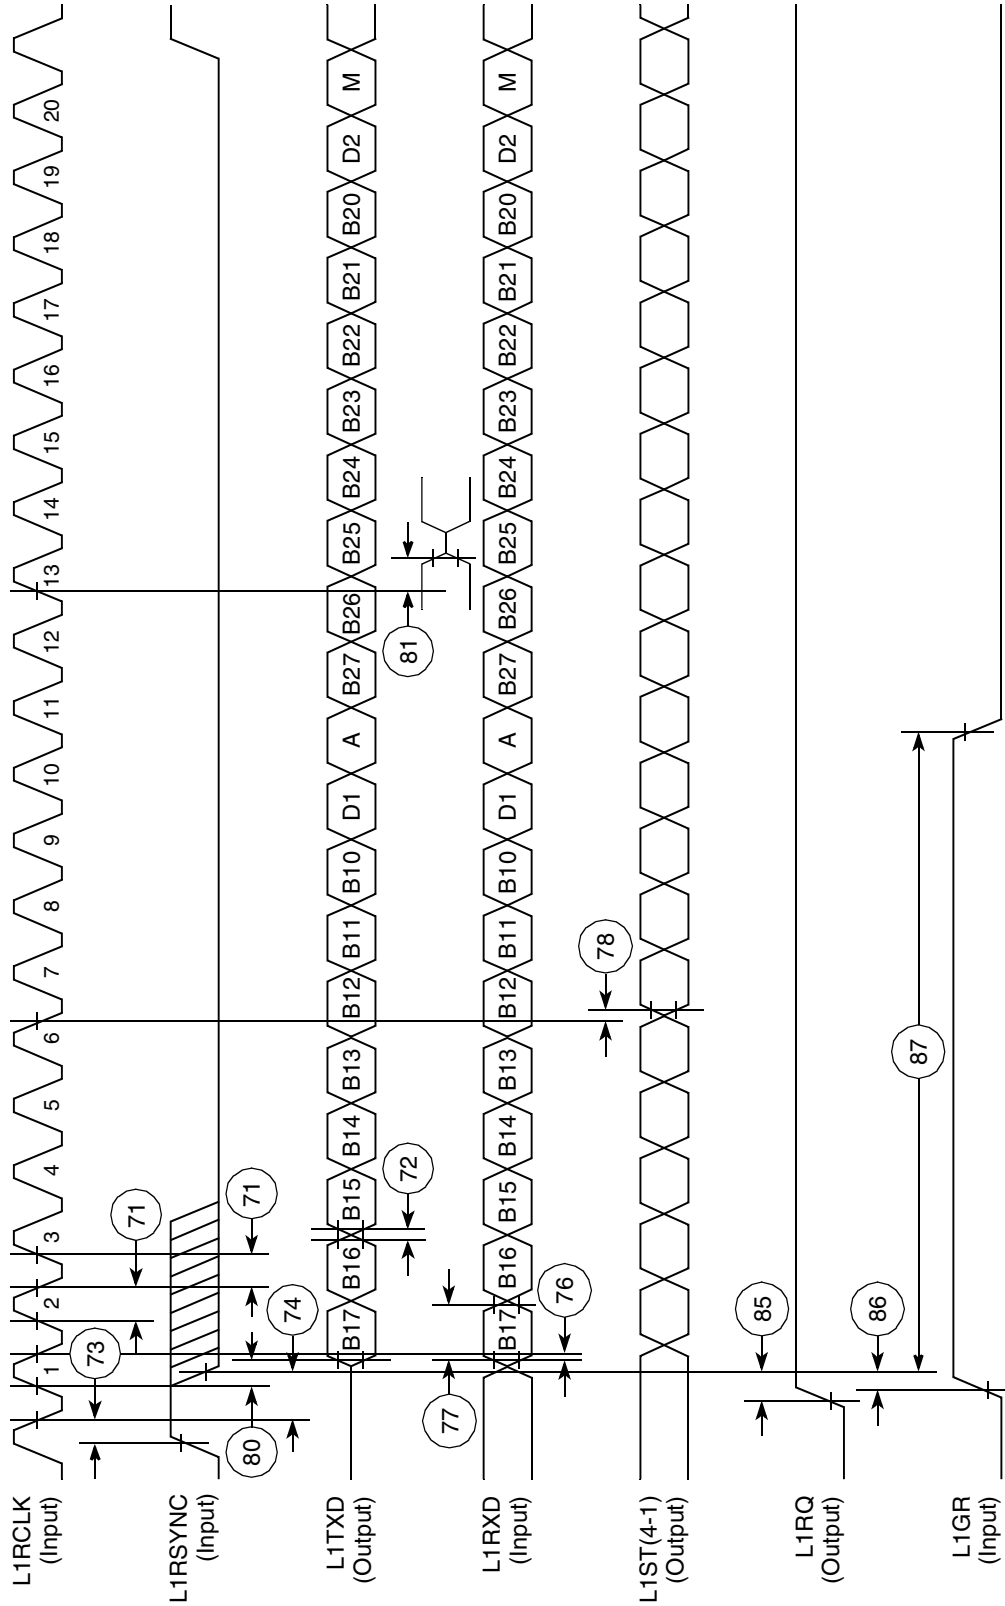 L1RCLK
(Input)
1 2 3 4 5 6 7 8 9 10 11 12 13 14 15 16 17 18 19 20
73
71
L1RSYNC
(Input)
80
74
71
L1TXD
(Output)
B17 B16 B15 B14 B13 B12 B11 B10 D1 A B27 B26 B25 B24 B23 B22 B21 B20 D2 M
72
81
77
L1RXD
(Input)
B17 B16 B15 B14 B13 B12 B11 B10 D1 A B27 B26 B25 B24 B23 B22 B21 B20 D2 M
76
78
L1ST(4-1)
(Output)
85
L1RQ
(Output)
86
87
L1GR
(Input)